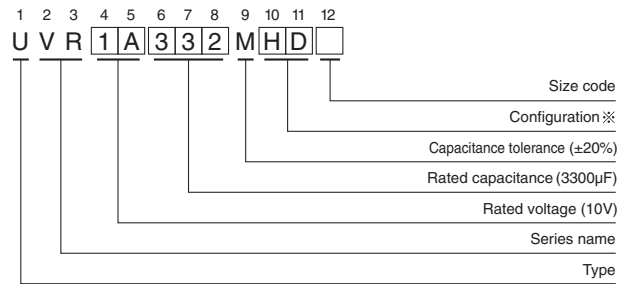 1 2 3 4 5 6 7 8 9 10 11 12
U V R 1 A 3 3 2 M H D
Size code
Configuration※
Capacitance tolerance (±20%)
Rated capacitance (3300µF)
Rated voltage (10V)
Series name
Type